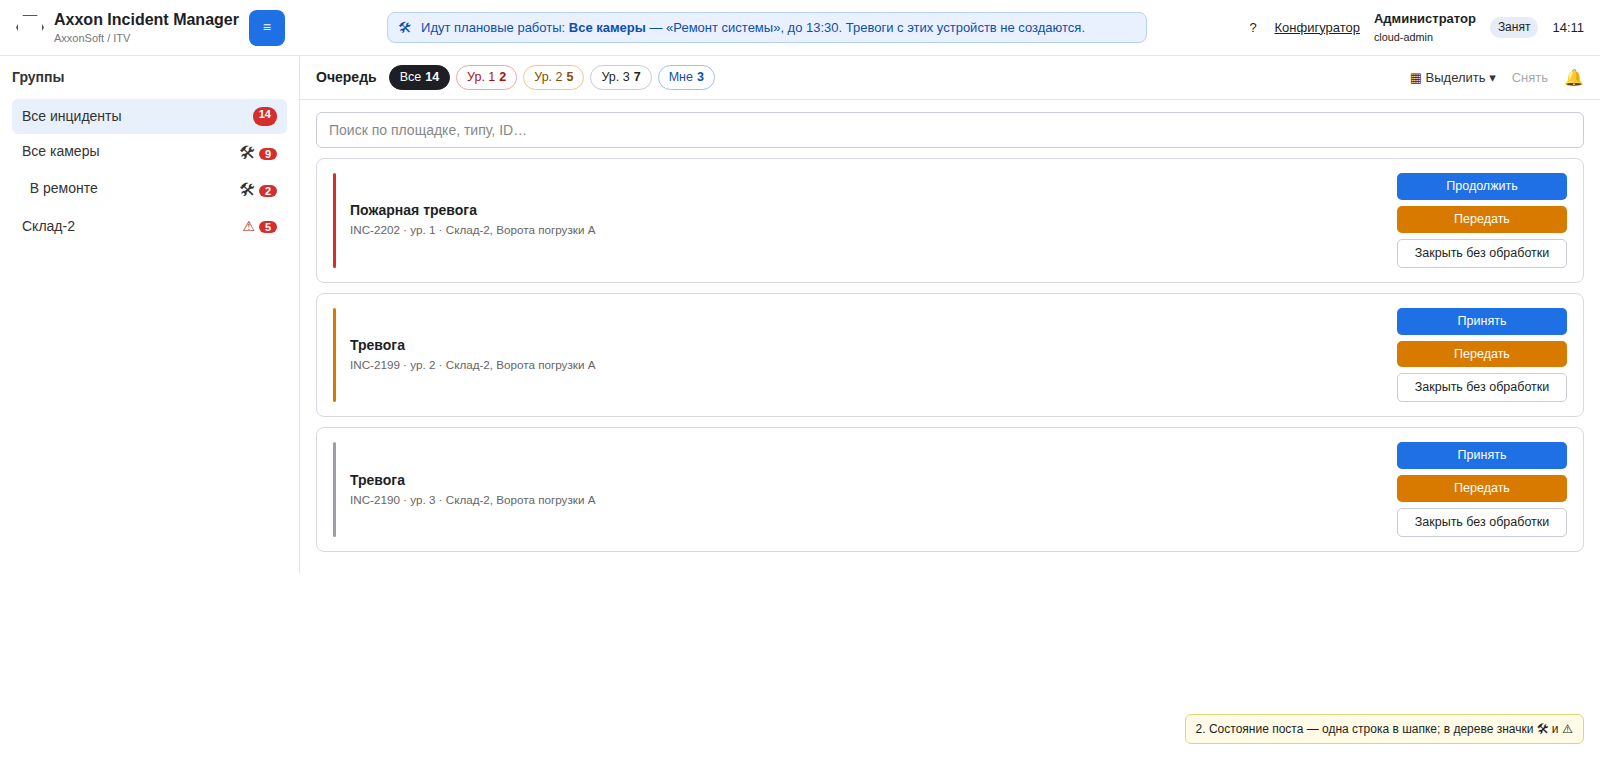 Axxon Incident Manager
AxxonSoft / ITV
≡
🛠 Идут плановые работы: Все камеры — «Ремонт системы», до 13:30. Тревоги с этих устройств не создаются.
?
Конфигуратор
Администратор
cloud-admin
Занят
14:11
Группы
Все инциденты 14
Все камеры 🛠 9
В ремонте 🛠 2
Склад-2 ⚠ 5
Очередь Все 14 Ур. 1 2 Ур. 2 5 Ур. 3 7 Мне 3
▦ Выделить ▾ Снять 🔔
Поиск по площадке, типу, ID…
Пожарная тревога
INC-2202 · ур. 1 · Склад-2, Ворота погрузки А
Продолжить
Передать
Закрыть без обработки
Тревога
INC-2199 · ур. 2 · Склад-2, Ворота погрузки А
Принять
Передать
Закрыть без обработки
Тревога
INC-2190 · ур. 3 · Склад-2, Ворота погрузки А
Принять
Передать
Закрыть без обработки
2. Состояние поста — одна строка в шапке; в дереве значки 🛠 и ⚠